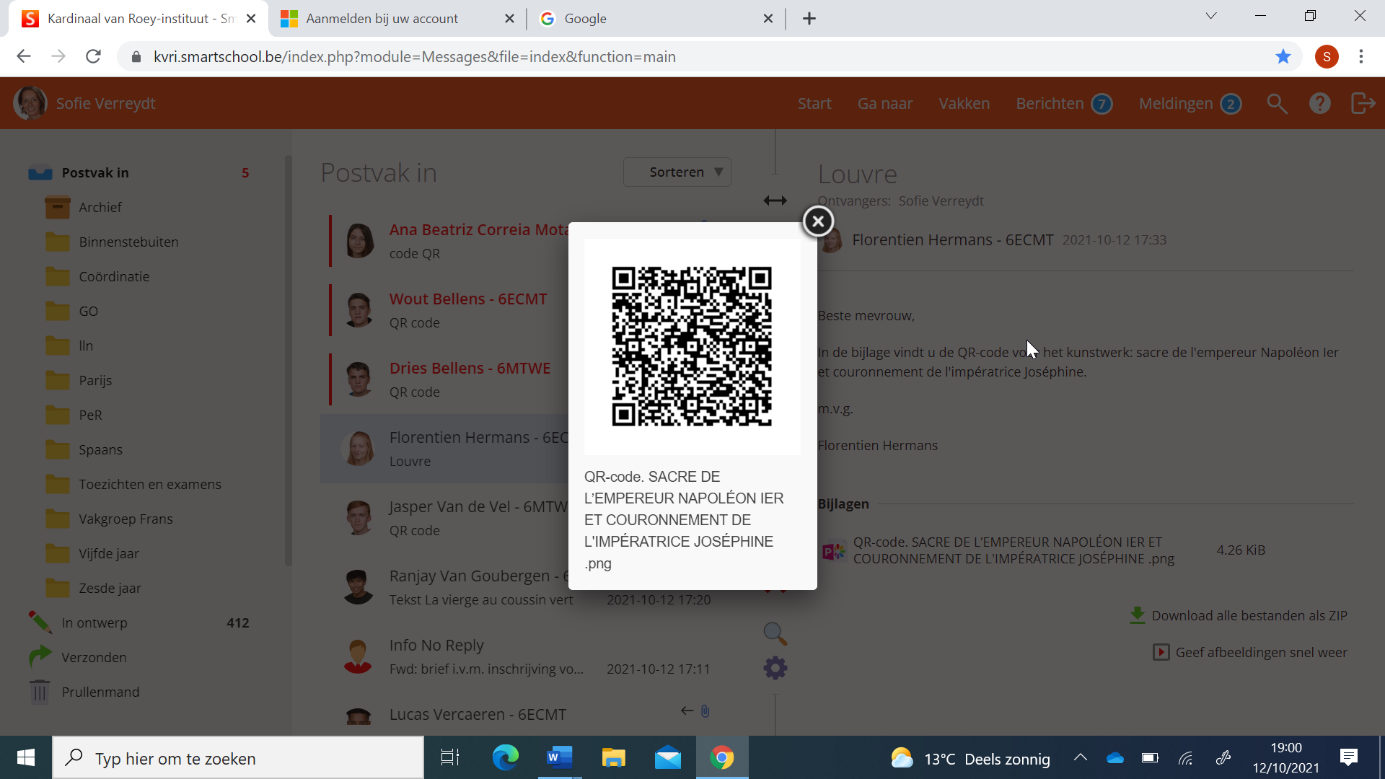 Kardinaal van Roey-instituut - Sm
Aanmelden bij uw account
Google
kvri.smartschool.be/index.php?module=Messages&file=index&function=main
S
Sofie Verreydt
Start
Ga naar
Vakken
Berichten 7
Meldingen 2
Postvak in 5
Archief
Binnenstebuiten
Coördinatie
GO
lln
Parijs
PeR
Spaans
Toezichten en examens
Vakgroep Frans
Vijfde jaar
Zesde jaar
In ontwerp 412
Verzonden
Prullenmand
Postvak in
Sorteren
Ana Beatriz Correia Mota
code QR
Wout Bellens - 6ECMT
QR code
Dries Bellens - 6MTWE
QR code
Florentien Hermans - 6EC
Louvre
Jasper Van de Vel - 6MTW
QR code
Ranjay Van Goubergen - 6
Tekst La vierge au coussin vert 2021-10-12 17:20
Info No Reply
Fwd: brief i.v.m. inschrijving vo... 2021-10-12 17:11
Lucas Vercaeren - 6ECMT
QR-code. SACRE DE
L’EMPEREUR NAPOLÉON IER
ET COURONNEMENT DE
L'IMPÉRATRICE JOSÉPHINE
.png
Louvre
Ontvangers: Sofie Verreydt
Florentien Hermans - 6ECMT 2021-10-12 17:33
Beste mevrouw,
In de bijlage vindt u de QR-code vo het kunstwerk: sacre de l'empereur Napoléon Ier
et couronnement de l'impératrice Joséphine.
m.v.g.
Florentien Hermans
Bijlagen
QR-code. SACRE DE L’EMPEREUR NAPOLÉON IER ET
COURONNEMENT DE L'IMPÉRATRICE JOSÉPHINE .png
4.26 KiB
Download alle bestanden als ZIP
Geef afbeeldingen snel weer
Typ hier om te zoeken
13°C Deels zonnig
19:00
12/10/2021